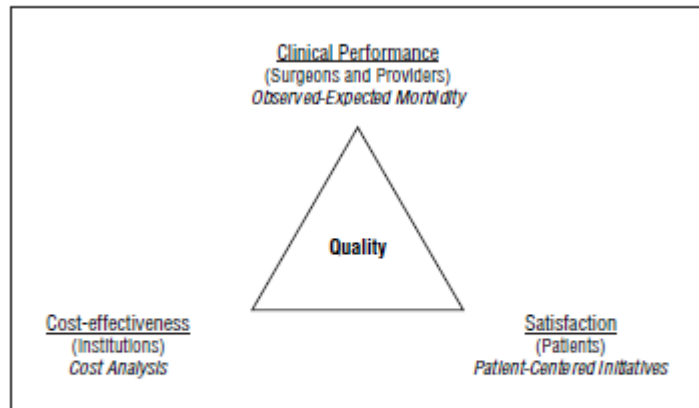 Clinical Performance
(Surgeons and Providers)
Observed-Expected Morbidity
Quality
Cost-effectiveness
(Institutions)
Cost Analysis
Satisfaction
(Patients)
Patient-Centered Initiatives